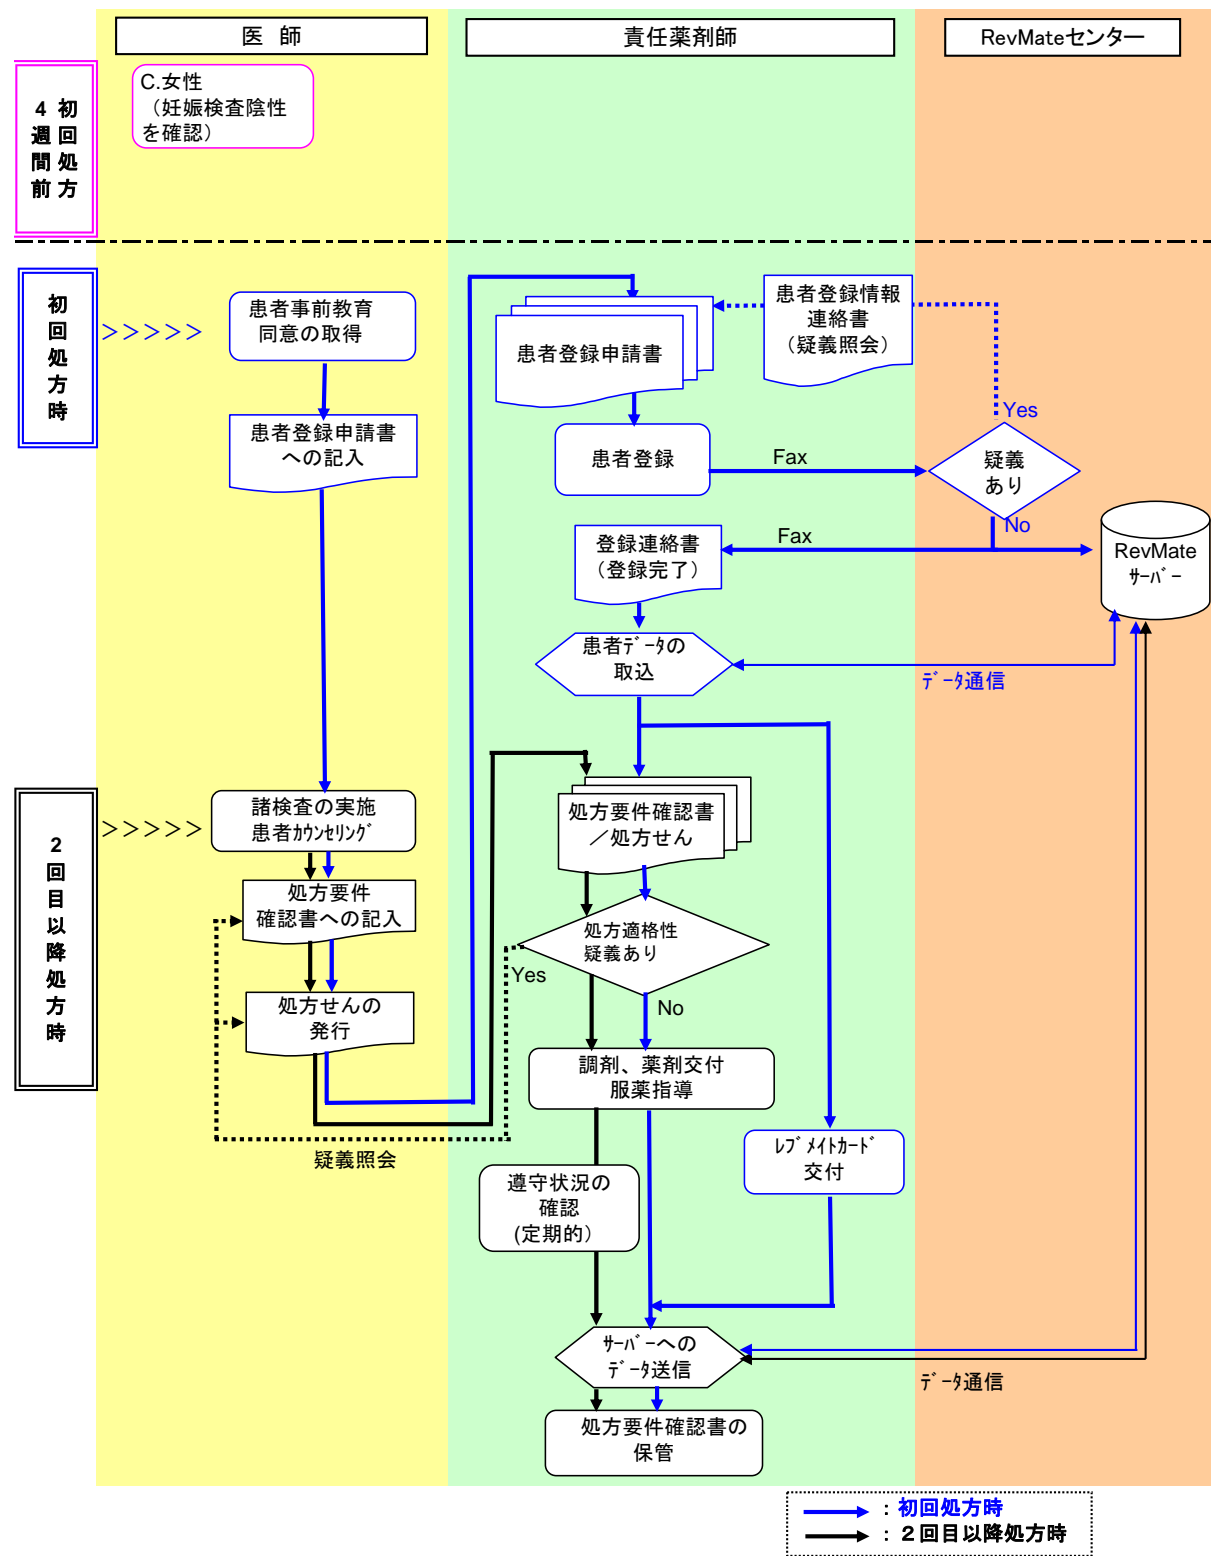 医 師
責任薬剤師
RevMateセンター
初回処方
4週間前
C.女性
（妊娠検査陰性
を確認）
初回処方時
>>>>>
患者事前教育
同意の取得
患者登録申請書
への記入
患者登録申請書
患者登録情報
連絡書
（疑義照会）
患者登録
Fax
Yes
疑義
あり
No
登録連絡書
（登録完了）
Fax
RevMate
ｻｰﾊﾞｰ
患者ﾃﾞｰﾀの
取込
ﾃﾞｰﾀ通信
2回目以降処方時
>>>>>
諸検査の実施
患者ｶｳﾝｾﾘﾝｸﾞ
処方要件
確認書への記入
処方せんの
発行
処方要件確認書
／処方せん
処方適格性
疑義あり
Yes
No
疑義照会
調剤、薬剤交付
服薬指導
ﾚﾌﾞﾒｲﾄｶｰﾄﾞ
交付
遵守状況の
確認
(定期的）
ｻｰﾊﾞｰへの
ﾃﾞｰﾀ送信
ﾃﾞｰﾀ通信
処方要件確認書の
保管
：初回処方時
：２回目以降処方時